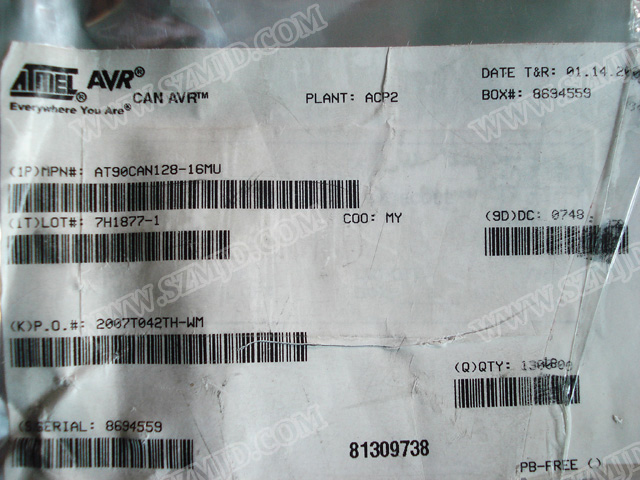 ATMEL® AVR®
CAN AVR™
Everywhere You Are®
PLANT: ACP2
DATE T&R: 01.14.20
BOX#: 8694559
(1P)MPN#: AT90CAN128-16MU
(1T)LOT#: 7H1877-1
COO: MY
(9D)DC: 0748
(K)P.O.#: 2007T042TH-WM
(Q)QTY:
(S)SERIAL: 8694559
81309738
PB-FREE ()
WWW.SZMJD.COM